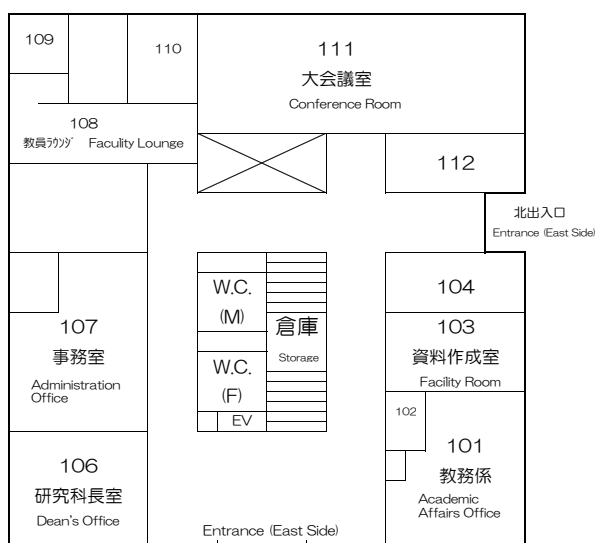 109
110
111
大会議室
Conference Room
108
教員ﾗｳﾝｼﾞ Faculity Lounge
112
北出入口
Entrance (East Side)
W.C.
(M)
倉庫
Storage
W.C.
(F)
EV
104
103
資料作成室
Facility Room
107
事務室
Administration
Office
102
101
教務係
Academic
Affairs Office
106
研究科長室
Dean's Office
Entrance (East Side)